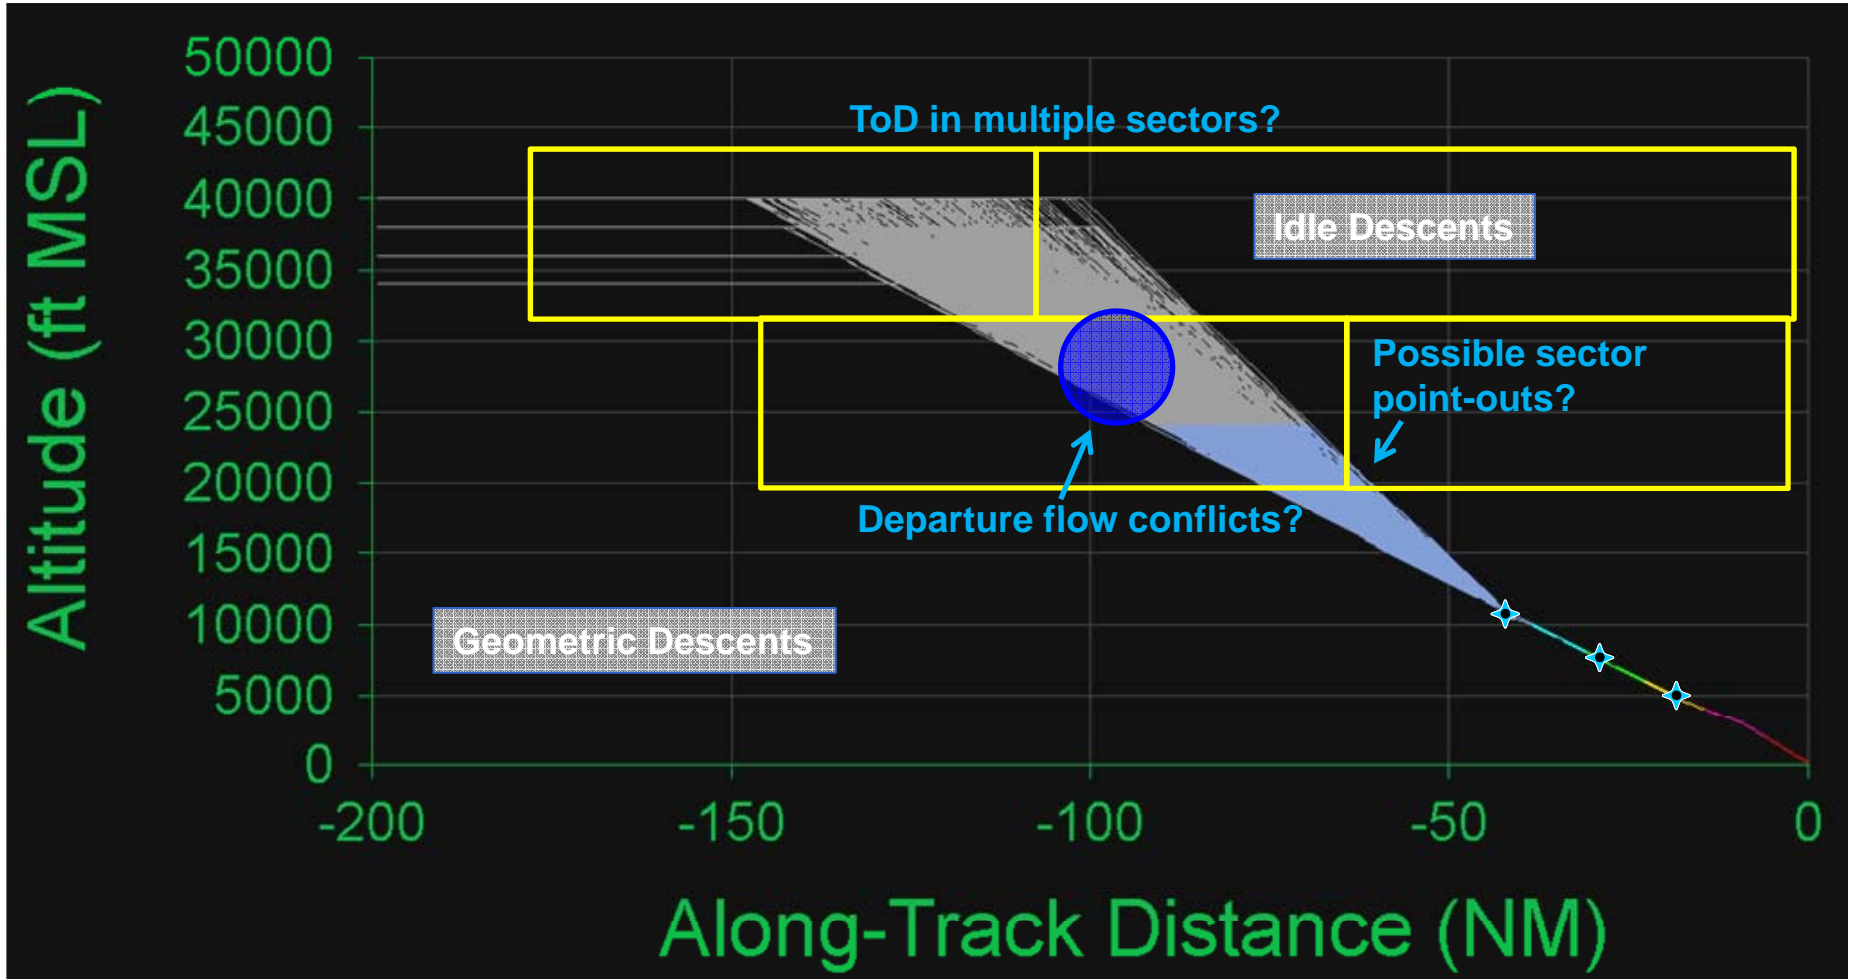 50000
45000
40000
35000
30000
25000
20000
15000
10000
5000
0
Altitude (ft MSL)
ToD in multiple sectors?
Idle Descents
Possible sector
point-outs?
Departure flow conflicts?
Geometric Descents
-200
-150
-100
-50
0
Along-Track Distance (NM)